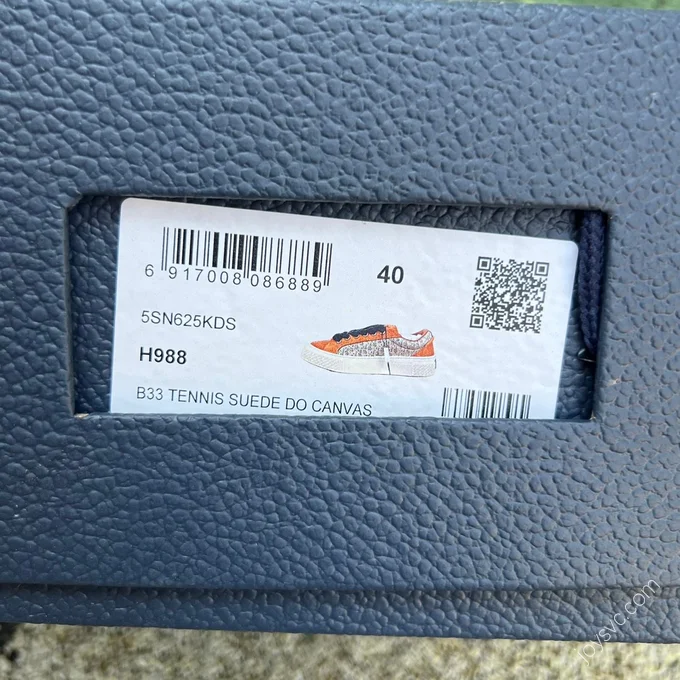 6 917008 086889
40
5SN625KDS
H988
B33 TENNIS SUEDE DO CANVAS